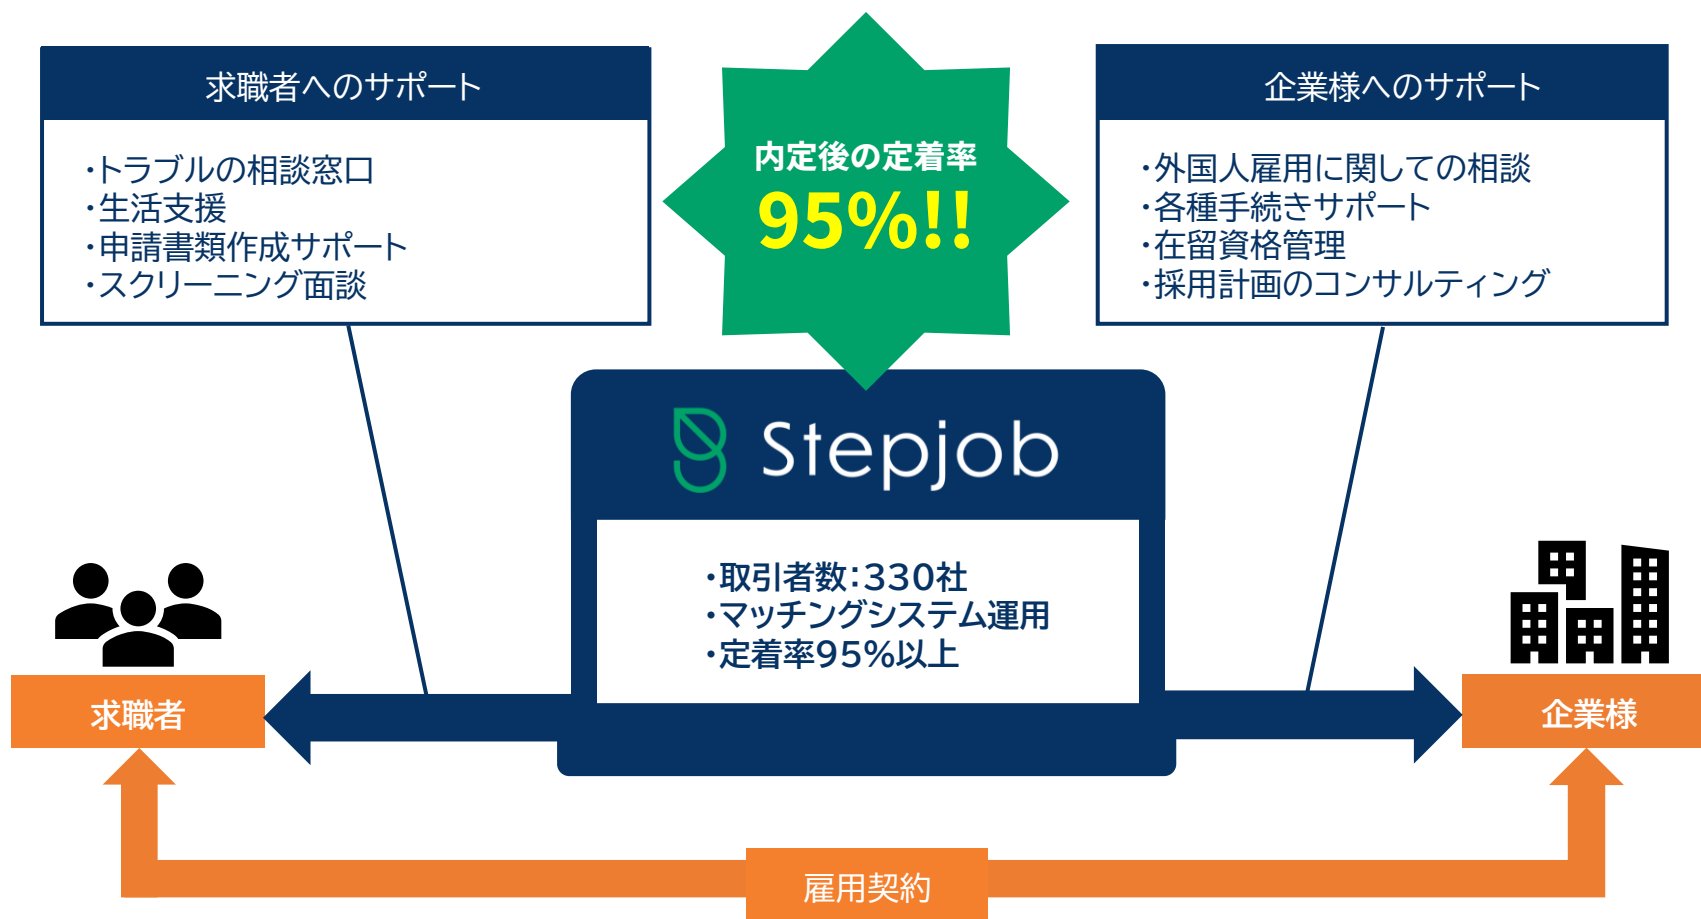 求職者へのサポート
・トラブルの相談窓口
・生活支援
・申請書類作成サポート
・スクリーニング面談
内定後の定着率
95%!!
企業様へのサポート
・外国人雇用に関しての相談
・各種手続きサポート
・在留資格管理
・採用計画のコンサルティング
Stepjob
・取引者数：330社
・マッチングシステム運用
・定着率95%以上
求職者
企業様
雇用契約